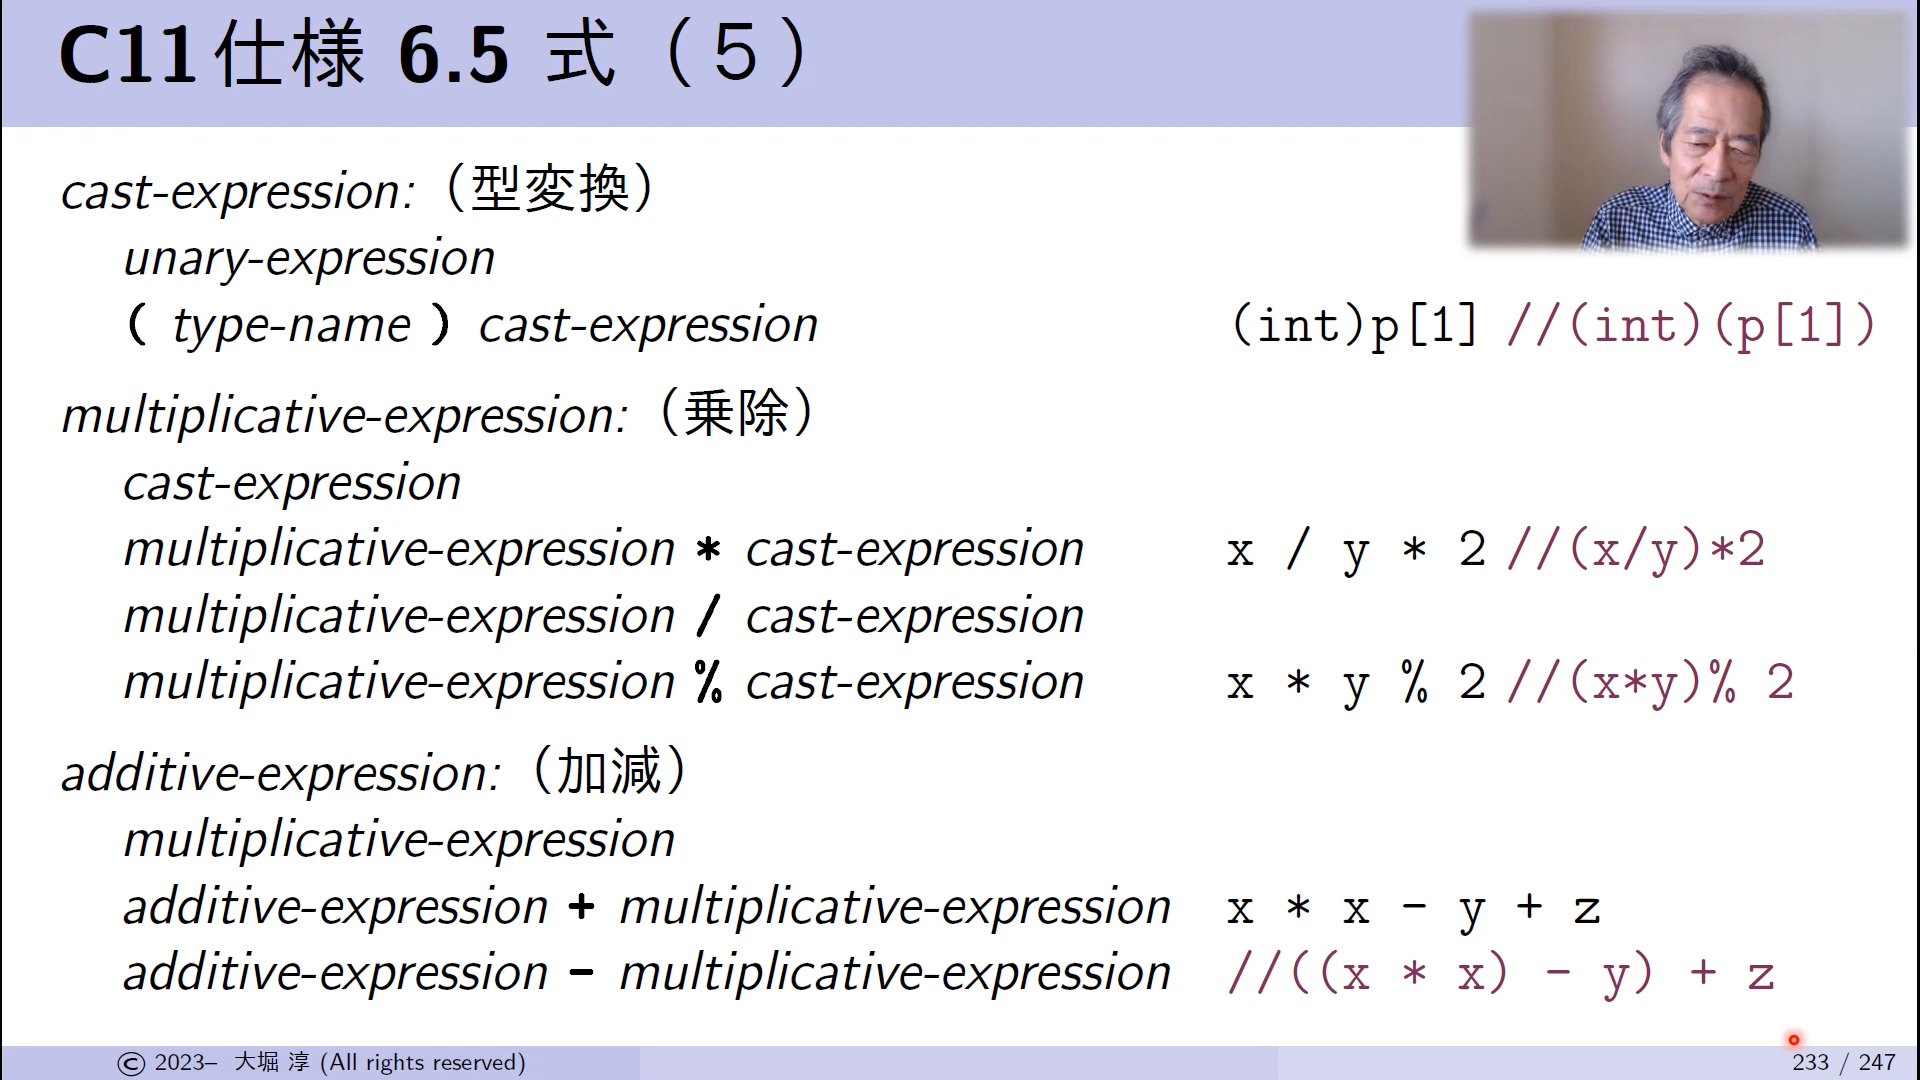 C11仕様 6.5 式（５）
cast-expression:（型変換）
unary-expression
( type-name ) cast-expression (int)p[1] //(int)(p[1])
multiplicative-expression:（乗除）
cast-expression
multiplicative-expression * cast-expression x / y * 2 //(x/y)*2
multiplicative-expression / cast-expression
multiplicative-expression % cast-expression x * y % 2 //(x*y)% 2
additive-expression:（加減）
multiplicative-expression
additive-expression + multiplicative-expression x * x - y + z
additive-expression - multiplicative-expression //((x * x) - y) + z
© 2023– 大堀 淳 (All rights reserved) 233 / 247